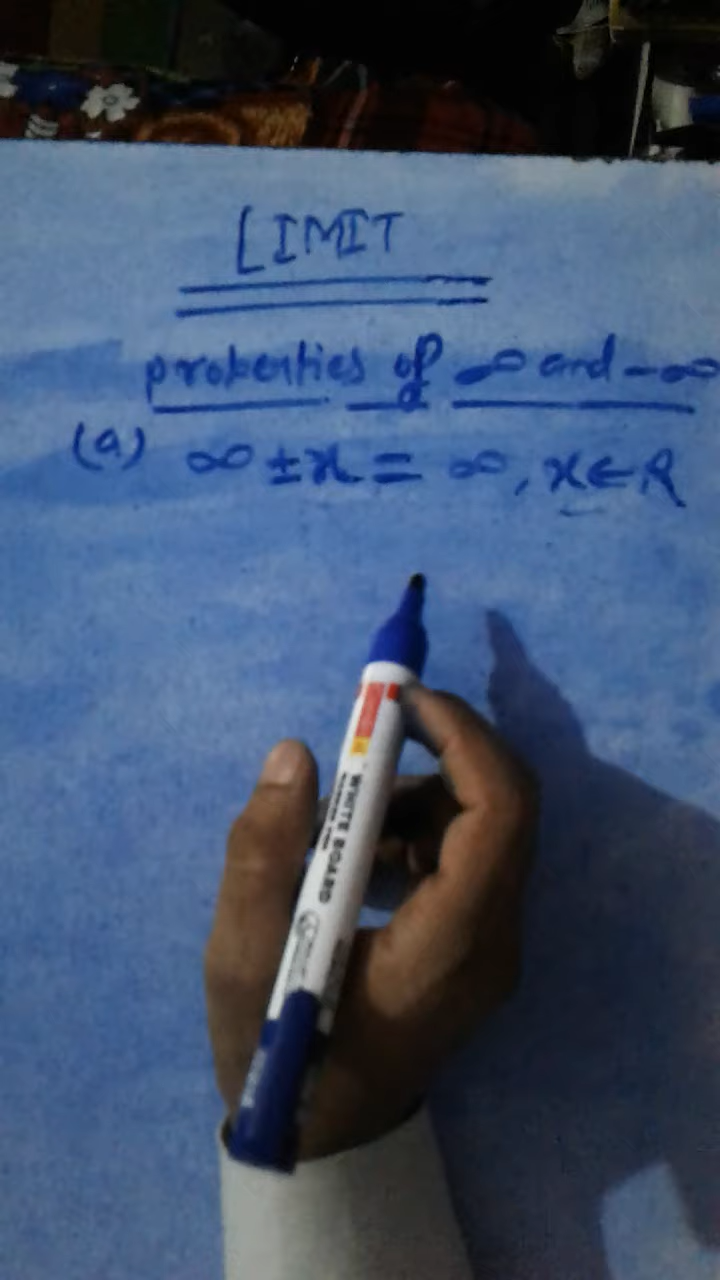 LIMIT
properties of ∞ and -∞
(a) ∞ ± x = ∞, x ∈ R
WHITE BOARD